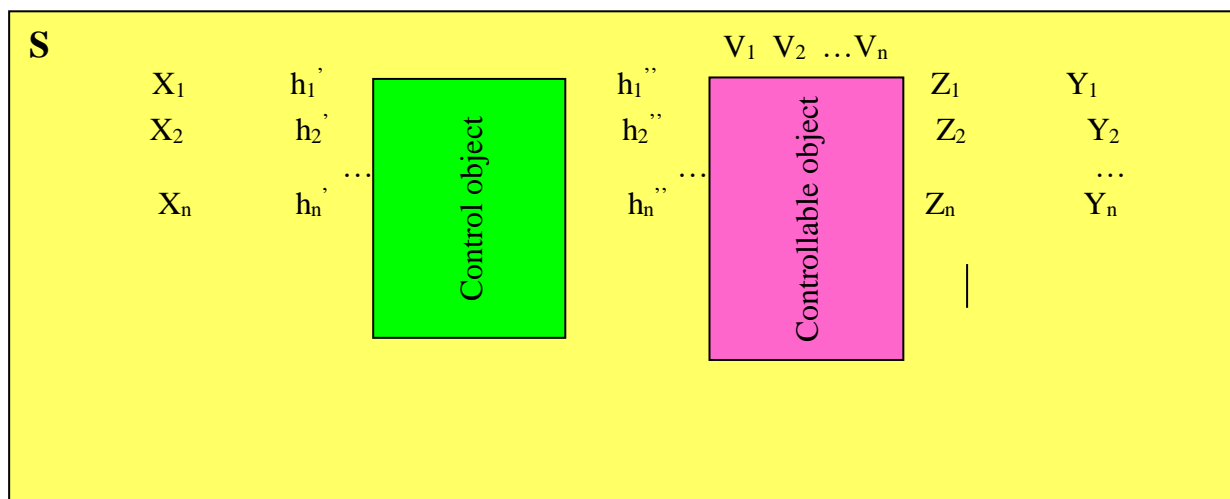 S
V₁ V₂ …Vₙ
X₁ h₁’ h₁’’ Z₁ Y₁
X₂ h₂’ h₂’’ Z₂ Y₂
… … …
Xₙ hₙ’ hₙ’’ Zₙ Yₙ
Control object
Controllable object